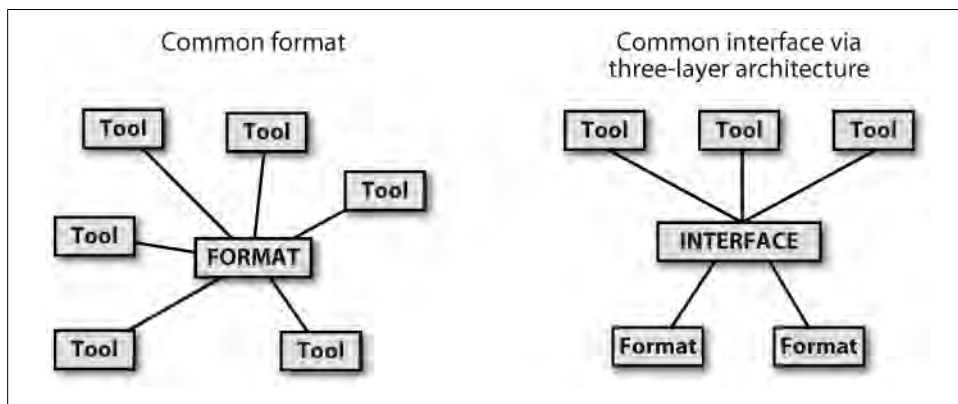 Common format
Tool
Tool
Tool
Tool
FORMAT
Tool
Tool
Common interface via
three-layer architecture
Tool
Tool
Tool
INTERFACE
Format
Format